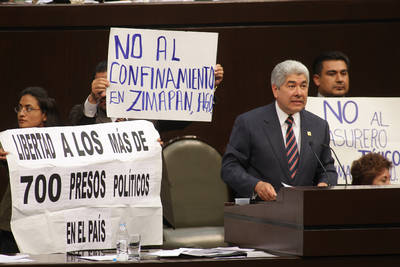 NO AL
CONFINAMIENTO
EN ZIMAPAN, HGO
LIBERTAD A LOS MÁS DE
700 PRESOS POLÍTICOS
EN EL PAÍS
NO AL
BASURERO